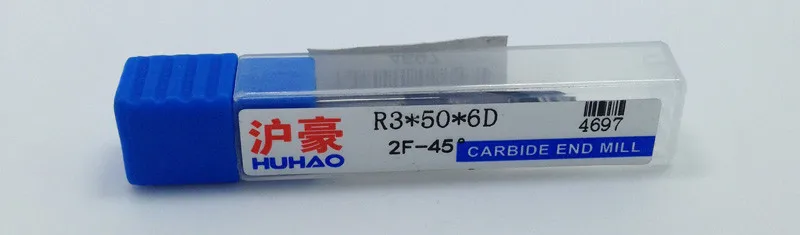 沪豪
HUHAO
R3*50*6D
2F-45°
CARBIDE END MILL
4697